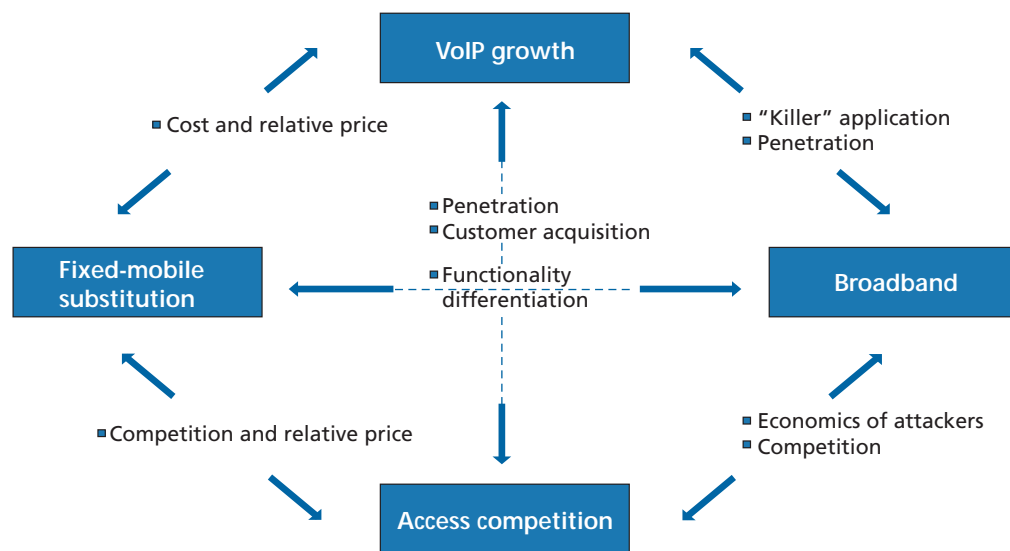 VoIP growth
Cost and relative price
“Killer” application
Penetration
Penetration
Customer acquisition
Functionality
differentiation
Fixed-mobile
substitution
Broadband
Competition and relative price
Economics of attackers
Competition
Access competition